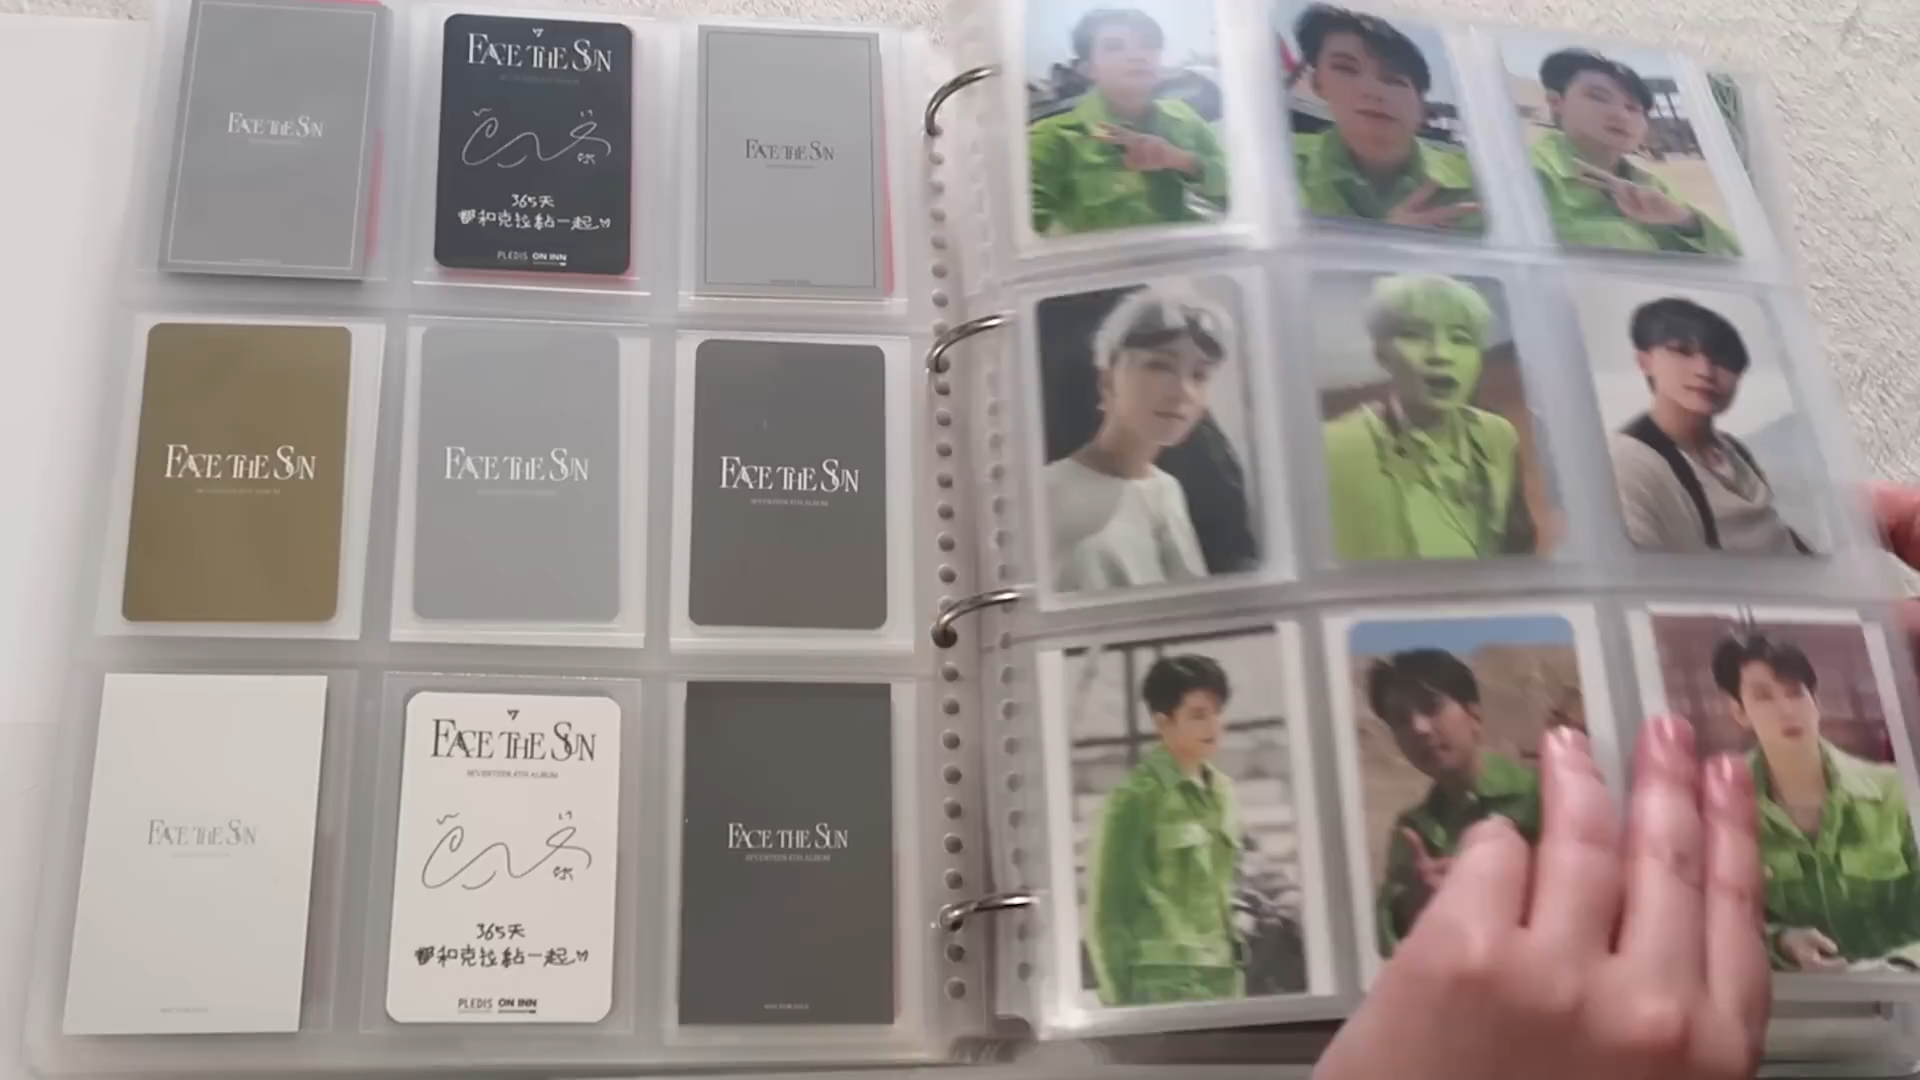 FACE THE SUN
FACE THE SUN
365天
都和克拉黏一起
PLEDIS ON INN
FACE THE SUN
FACE THE SUN
FACE THE SUN
FACE THE SUN
SEVENTEEN 4TH ALBUM
FACE THE SUN
FACE THE SUN
SEVENTEEN 4TH ALBUM
365天
都和克拉黏一起
PLEDIS ON INN
FACE THE SUN
SEVENTEEN 4TH ALBUM